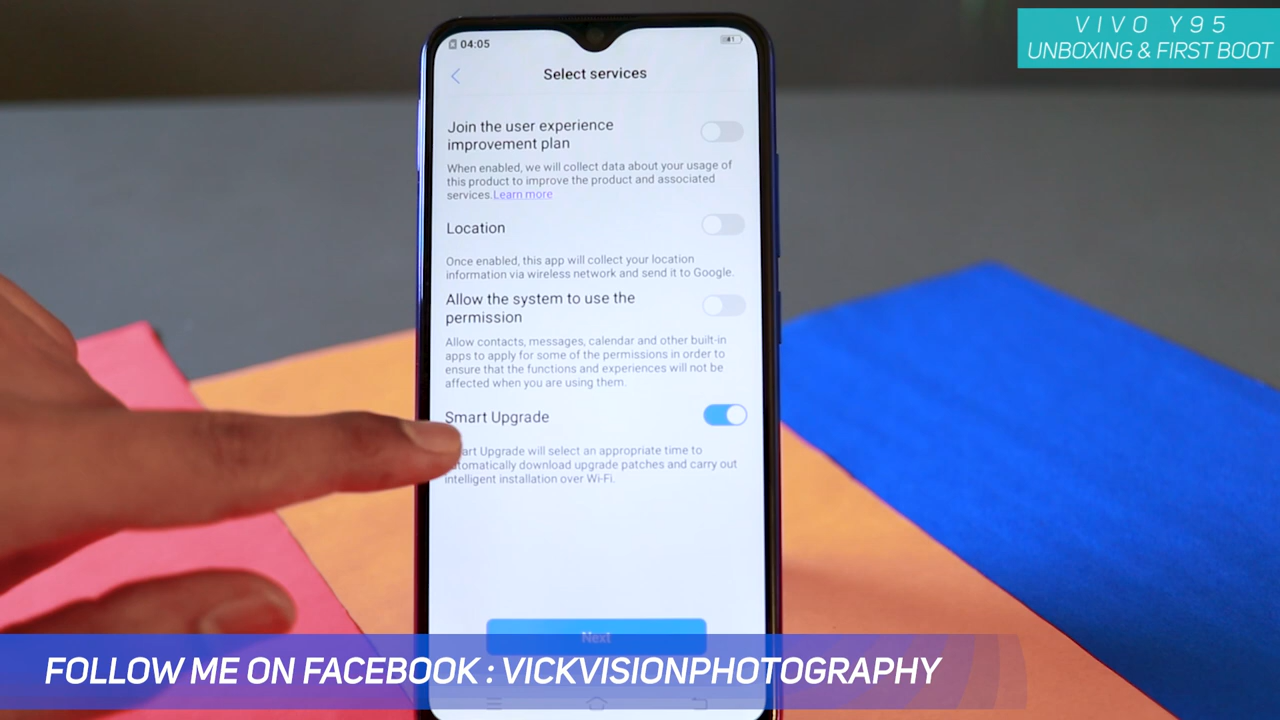 VIVO Y95
UNBOXING & FIRST BOOT
04:05
Select services
Join the user experience
improvement plan
When enabled, we will collect data about your usage of
this product to improve the product and associated
services.Learn more
Location
Once enabled, this app will collect your location
information via wireless network and send it to Google.
Allow the system to use the
permission
Allow contacts, messages, calendar and other built-in
apps to apply for some of the permissions in order to
ensure that the functions and experiences will not be
affected when you are using them.
Smart Upgrade
art Upgrade will select an appropriate time to
tomatically download upgrade patches and carry out
intelligent installation over Wi-Fi.
Next
FOLLOW ME ON FACEBOOK : VICKVISIONPHOTOGRAPHY